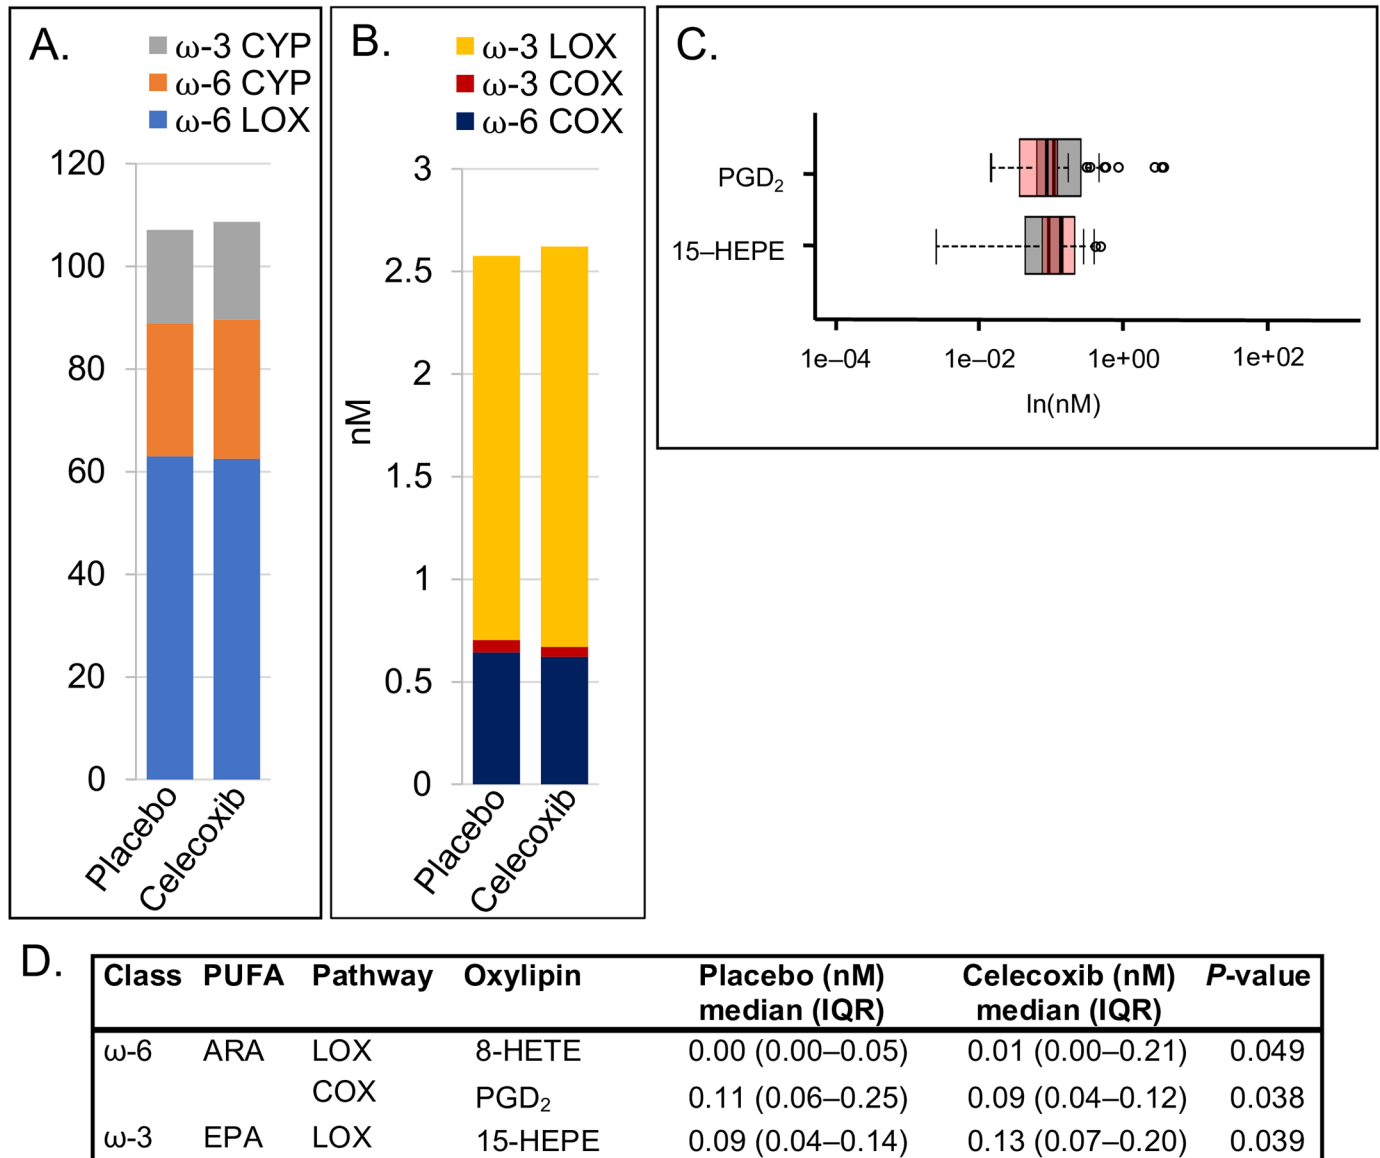 A.
ω-3 CYP
ω-6 CYP
ω-6 LOX
120
100
80
60
40
20
0
Placebo
Celecoxib
B.
ω-3 LOX
ω-3 COX
ω-6 COX
nM
3
2.5
2
1.5
1
0.5
0
Placebo
Celecoxib
C.
PGD₂
15–HEPE
1e–04 1e–02 1e+00 1e+02
ln(nM)
D.
Class PUFA Pathway Oxylipin Placebo (nM) Celecoxib (nM) P-value
median (IQR) median (IQR)
ω-6 ARA LOX 8-HETE 0.00 (0.00–0.05) 0.01 (0.00–0.21) 0.049
COX PGD₂ 0.11 (0.06–0.25) 0.09 (0.04–0.12) 0.038
ω-3 EPA LOX 15-HEPE 0.09 (0.04–0.14) 0.13 (0.07–0.20) 0.039